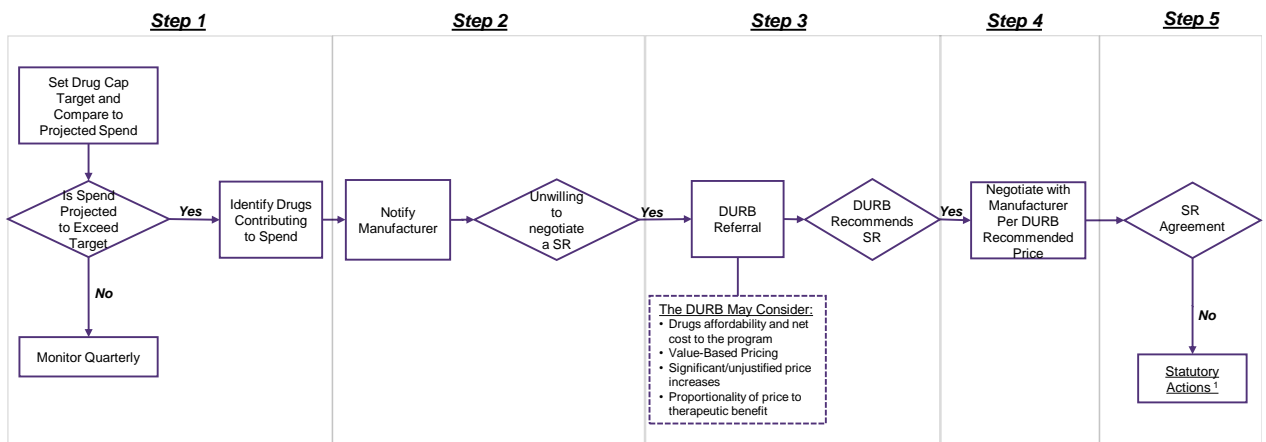 Step 1
Step 2
Step 3
Step 4
Step 5
Set Drug Cap
Target and
Compare to
Projected Spend
Is Spend
Projected
to Exceed
Target
Yes
Identify Drugs
Contributing
to Spend
No
Monitor Quarterly
Notify
Manufacturer
Unwilling to
negotiate
a SR
Yes
DURB
Referral
DURB
Recommends
SR
The DURB May Consider:
• Drugs affordability and net
cost to the program
• Value-Based Pricing
• Significant/unjustified price
increases
• Proportionality of price to
therapeutic benefit
Yes
Negotiate with
Manufacturer
Per DURB
Recommended
Price
SR
Agreement
No
Statutory
Actions ¹